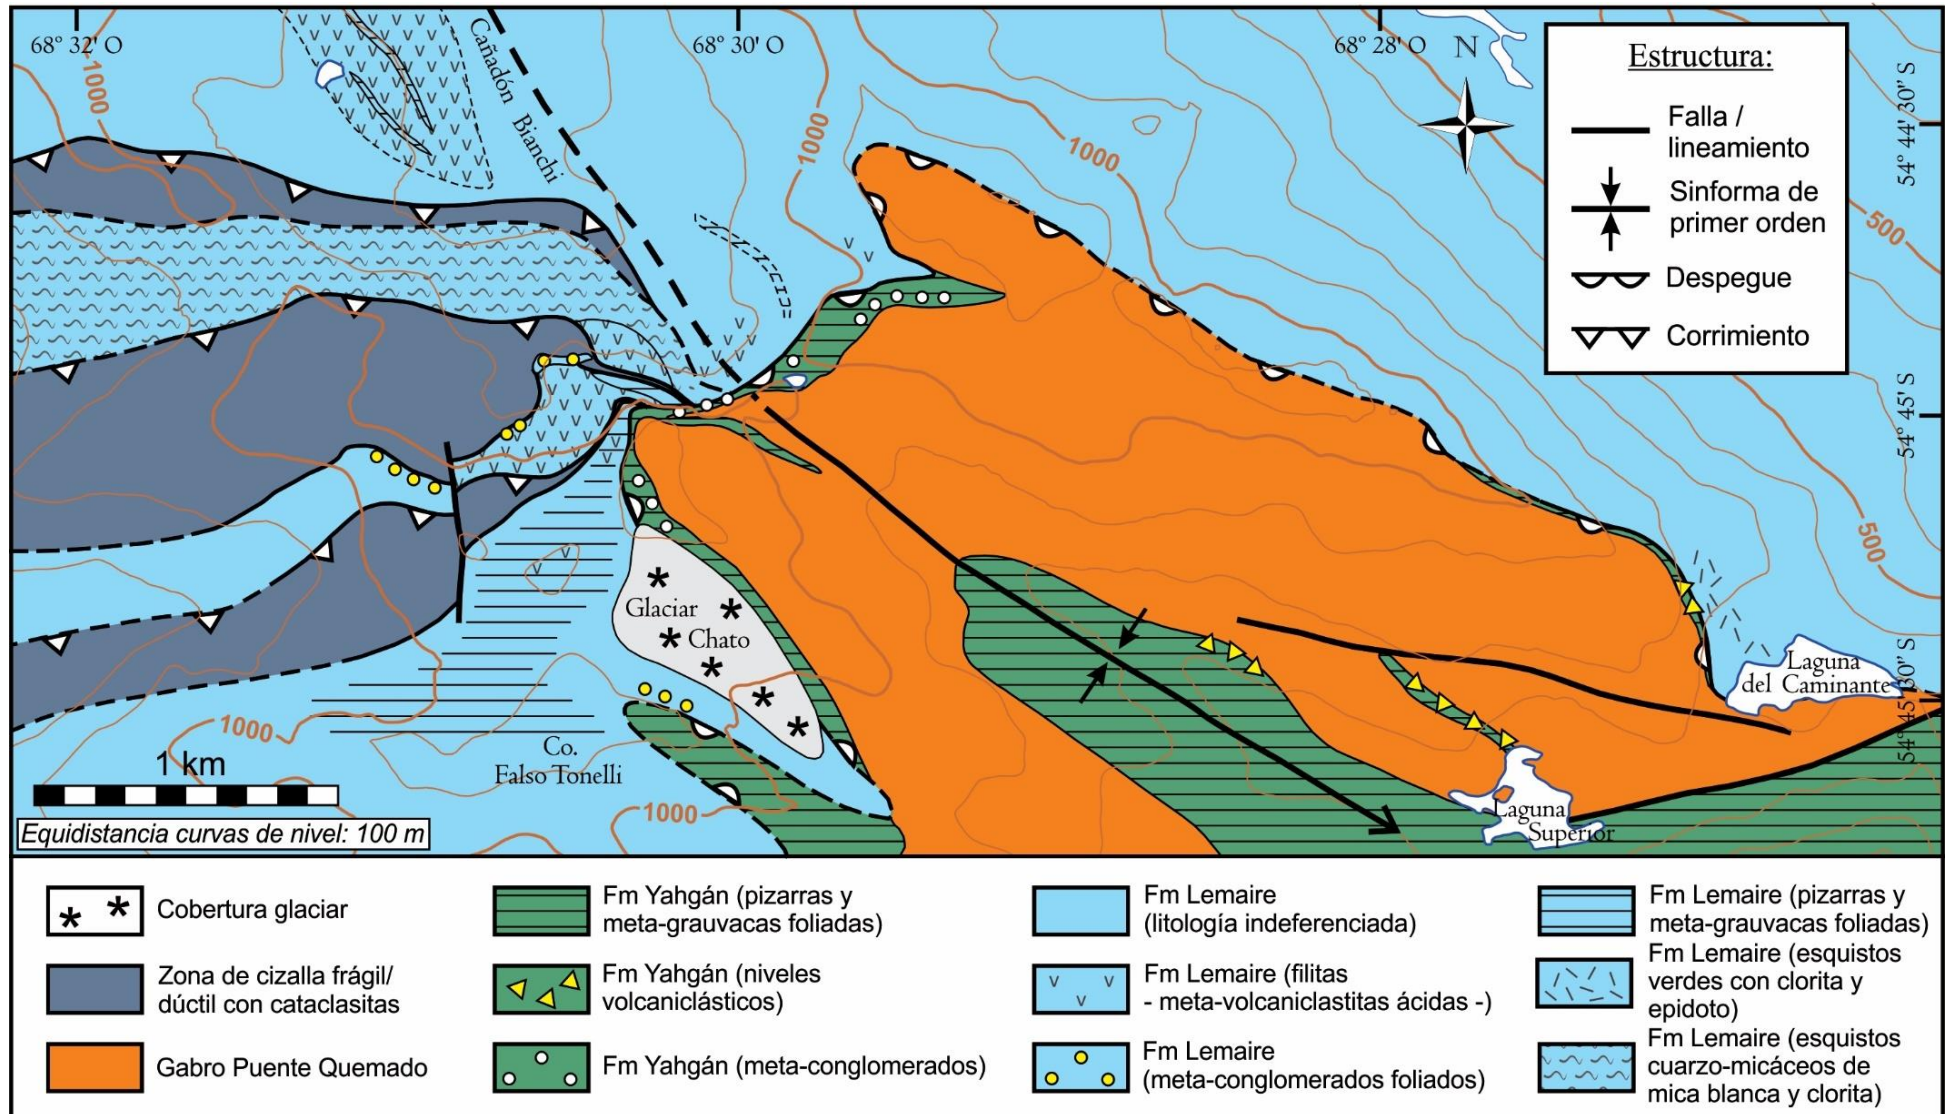 68° 32' O
68° 30' O
68° 28' O
N
Estructura:
Falla /
lineamiento
Sinforma de
primer orden
Despegue
Corrimiento
54° 44' 30" S
54° 45' S
54° 45' 30" S
1000
1000
1000
500
500
1000
1000
Cañadón Bianchi
Glaciar
Chato
Laguna
del Caminante
Laguna
Superior
Co.
Falso Tonelli
1 km
Equidistancia curvas de nivel: 100 m
Cobertura glaciar
Zona de cizalla frágil/
dúctil con cataclasitas
Gabro Puente Quemado
Fm Yahgán (pizarras y
meta-grauvacas foliadas)
Fm Yahgán (niveles
volcaniclásticos)
Fm Yahgán (meta-conglomerados)
Fm Lemaire
(litología indeferenciada)
Fm Lemaire (filitas
- meta-volcaniclastitas ácidas -)
Fm Lemaire
(meta-conglomerados foliados)
Fm Lemaire (pizarras y
meta-grauvacas foliadas)
Fm Lemaire (esquistos
verdes con clorita y
epidoto)
Fm Lemaire (esquistos
cuarzo-micáceos de
mica blanca y clorita)